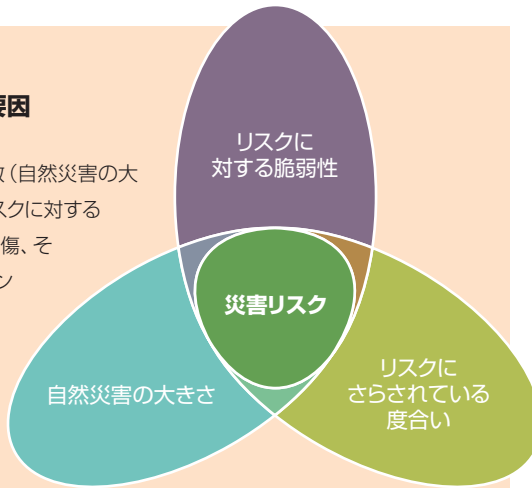 要因
(自然災害の大
スクに対する
傷、そ
ン
リスクに
対する脆弱性
災害リスク
自然災害の大きさ
リスクに
さらされている
度合い